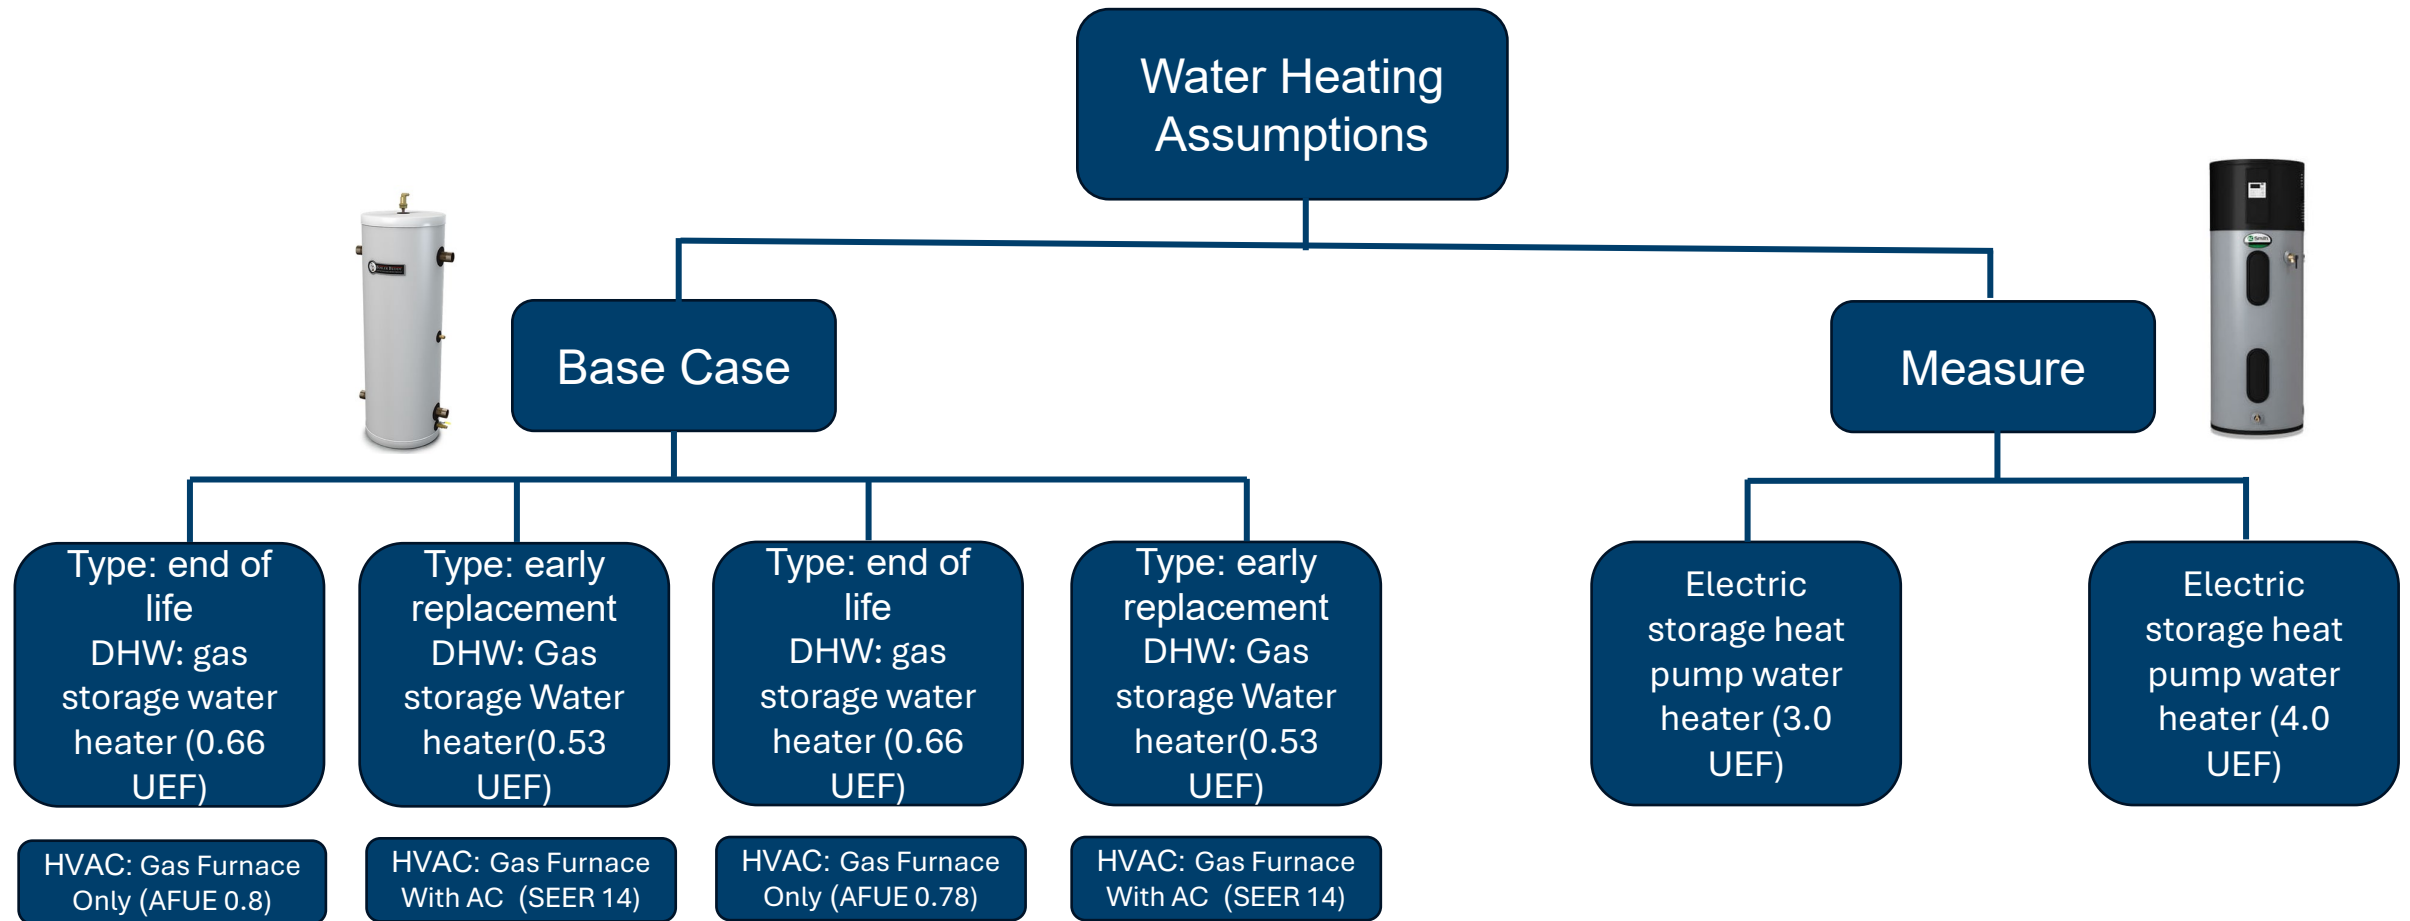 Water Heating
Assumptions
Base Case
Measure
Type: end of
life
DHW: gas
storage water
heater (0.66
UEF)
Type: early
replacement
DHW: Gas
storage Water
heater(0.53
UEF)
Type: end of
life
DHW: gas
storage water
heater (0.66
UEF)
Type: early
replacement
DHW: Gas
storage Water
heater(0.53
UEF)
Electric
storage heat
pump water
heater (3.0
UEF)
Electric
storage heat
pump water
heater (4.0
UEF)
HVAC: Gas Furnace
Only (AFUE 0.8)
HVAC: Gas Furnace
With AC (SEER 14)
HVAC: Gas Furnace
Only (AFUE 0.78)
HVAC: Gas Furnace
With AC (SEER 14)